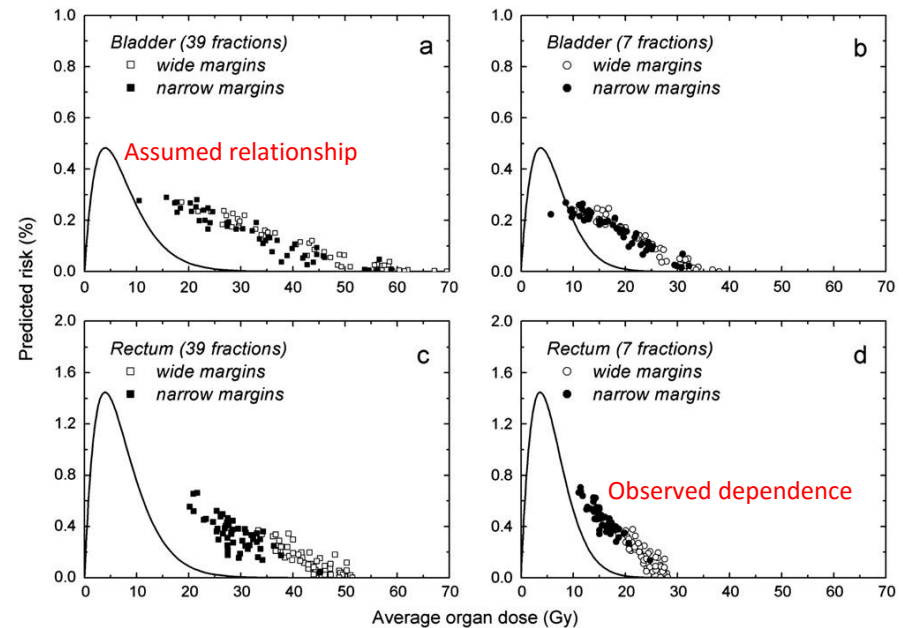 1.0
0.8
0.6
0.4
0.2
0.0
Bladder (39 fractions)
wide margins
narrow margins
a
Assumed relationship
0 10 20 30 40 50 60 70
1.0
0.8
0.6
0.4
0.2
0.0
Bladder (7 fractions)
wide margins
narrow margins
b
0 10 20 30 40 50 60 70
Predicted risk (%)
2.0
1.6
1.2
0.8
0.4
0.0
Rectum (39 fractions)
wide margins
narrow margins
c
0 10 20 30 40 50 60 70
2.0
1.6
1.2
0.8
0.4
0.0
Rectum (7 fractions)
wide margins
narrow margins
d
Observed dependence
0 10 20 30 40 50 60 70
Average organ dose (Gy)